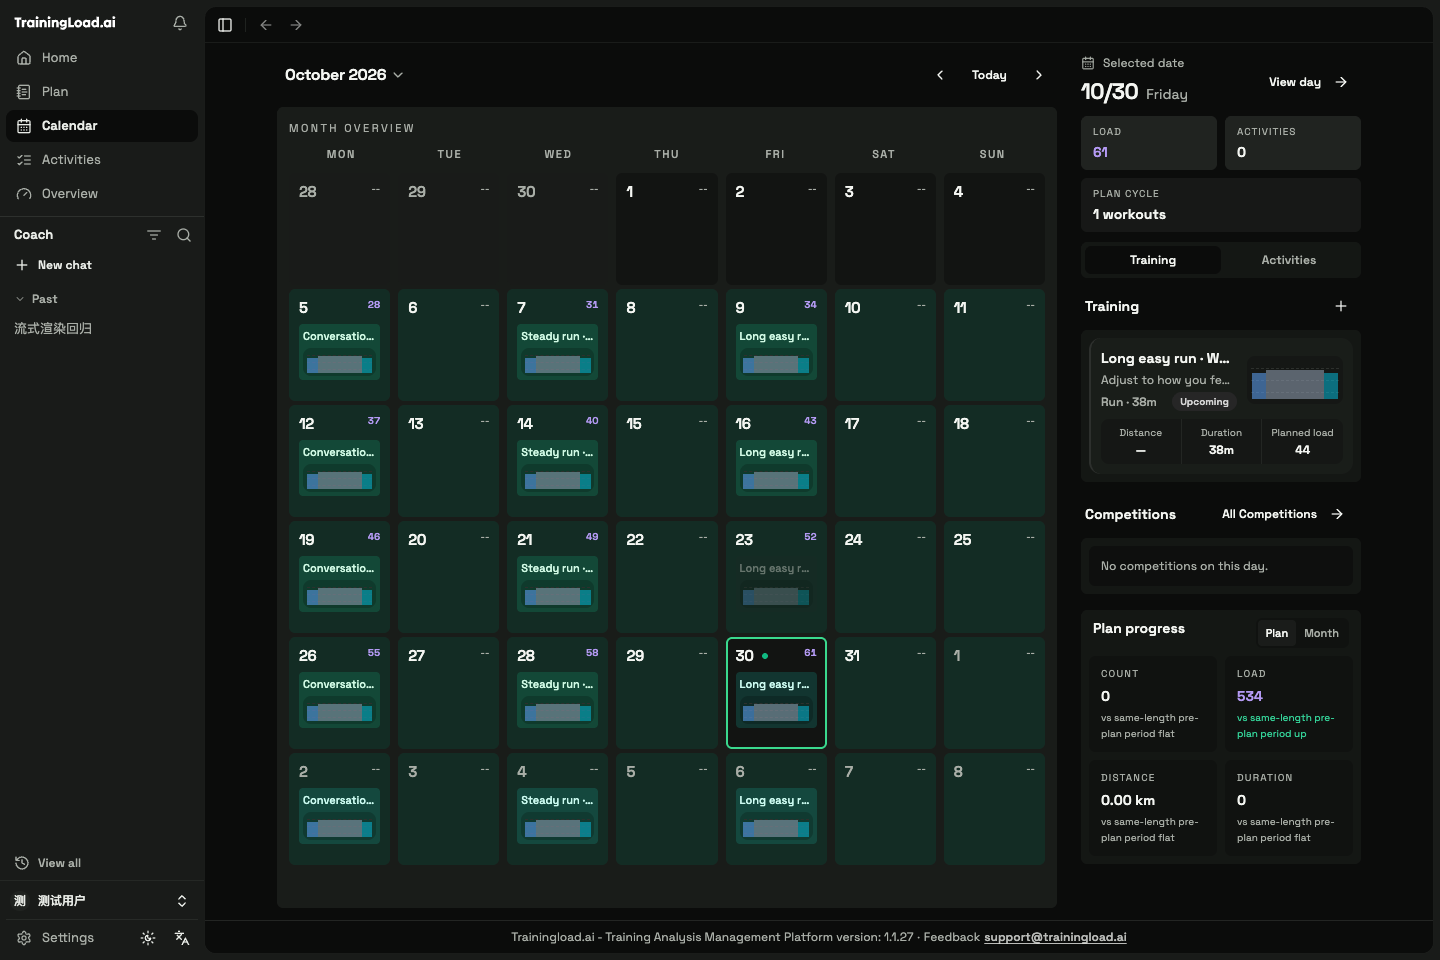 TrainingLoad.ai
Home
Plan
Calendar
Activities
Overview
Coach
New chat
Past
流式渲染回归
View all
测 测试用户
Settings
October 2026
Today
MONTH OVERVIEW
MON TUE WED THU FRI SAT SUN
28 -- 29 -- 30 -- 1 -- 2 -- 3 -- 4 --
5 28 6 -- 7 31 8 -- 9 34 10 -- 11 --
Conversatio... Steady run ·... Long easy r...
12 37 13 -- 14 40 15 -- 16 43 17 -- 18 --
Conversatio... Steady run ·... Long easy r...
19 46 20 -- 21 49 22 -- 23 52 24 -- 25 --
Conversatio... Steady run ·... Long easy r...
26 55 27 -- 28 58 29 -- 30 61 31 -- 1 --
Conversatio... Steady run ·... Long easy r...
2 -- 3 -- 4 -- 5 -- 6 -- 7 -- 8 --
Conversatio... Steady run ·... Long easy r...
Selected date
10/30 Friday
View day
LOAD
61
ACTIVITIES
0
PLAN CYCLE
1 workouts
Training Activities
Training
Long easy run · W...
Adjust to how you fe...
Run · 38m Upcoming
Distance Duration Planned load
— 38m 44
Competitions All Competitions
No competitions on this day.
Plan progress Plan Month
COUNT
0
vs same-length pre-
plan period flat
LOAD
534
vs same-length pre-
plan period up
DISTANCE
0.00 km
vs same-length pre-
plan period flat
DURATION
0
vs same-length pre-
plan period flat
Trainingload.ai - Training Analysis Management Platform version: 1.1.27 · Feedback support@trainingload.ai